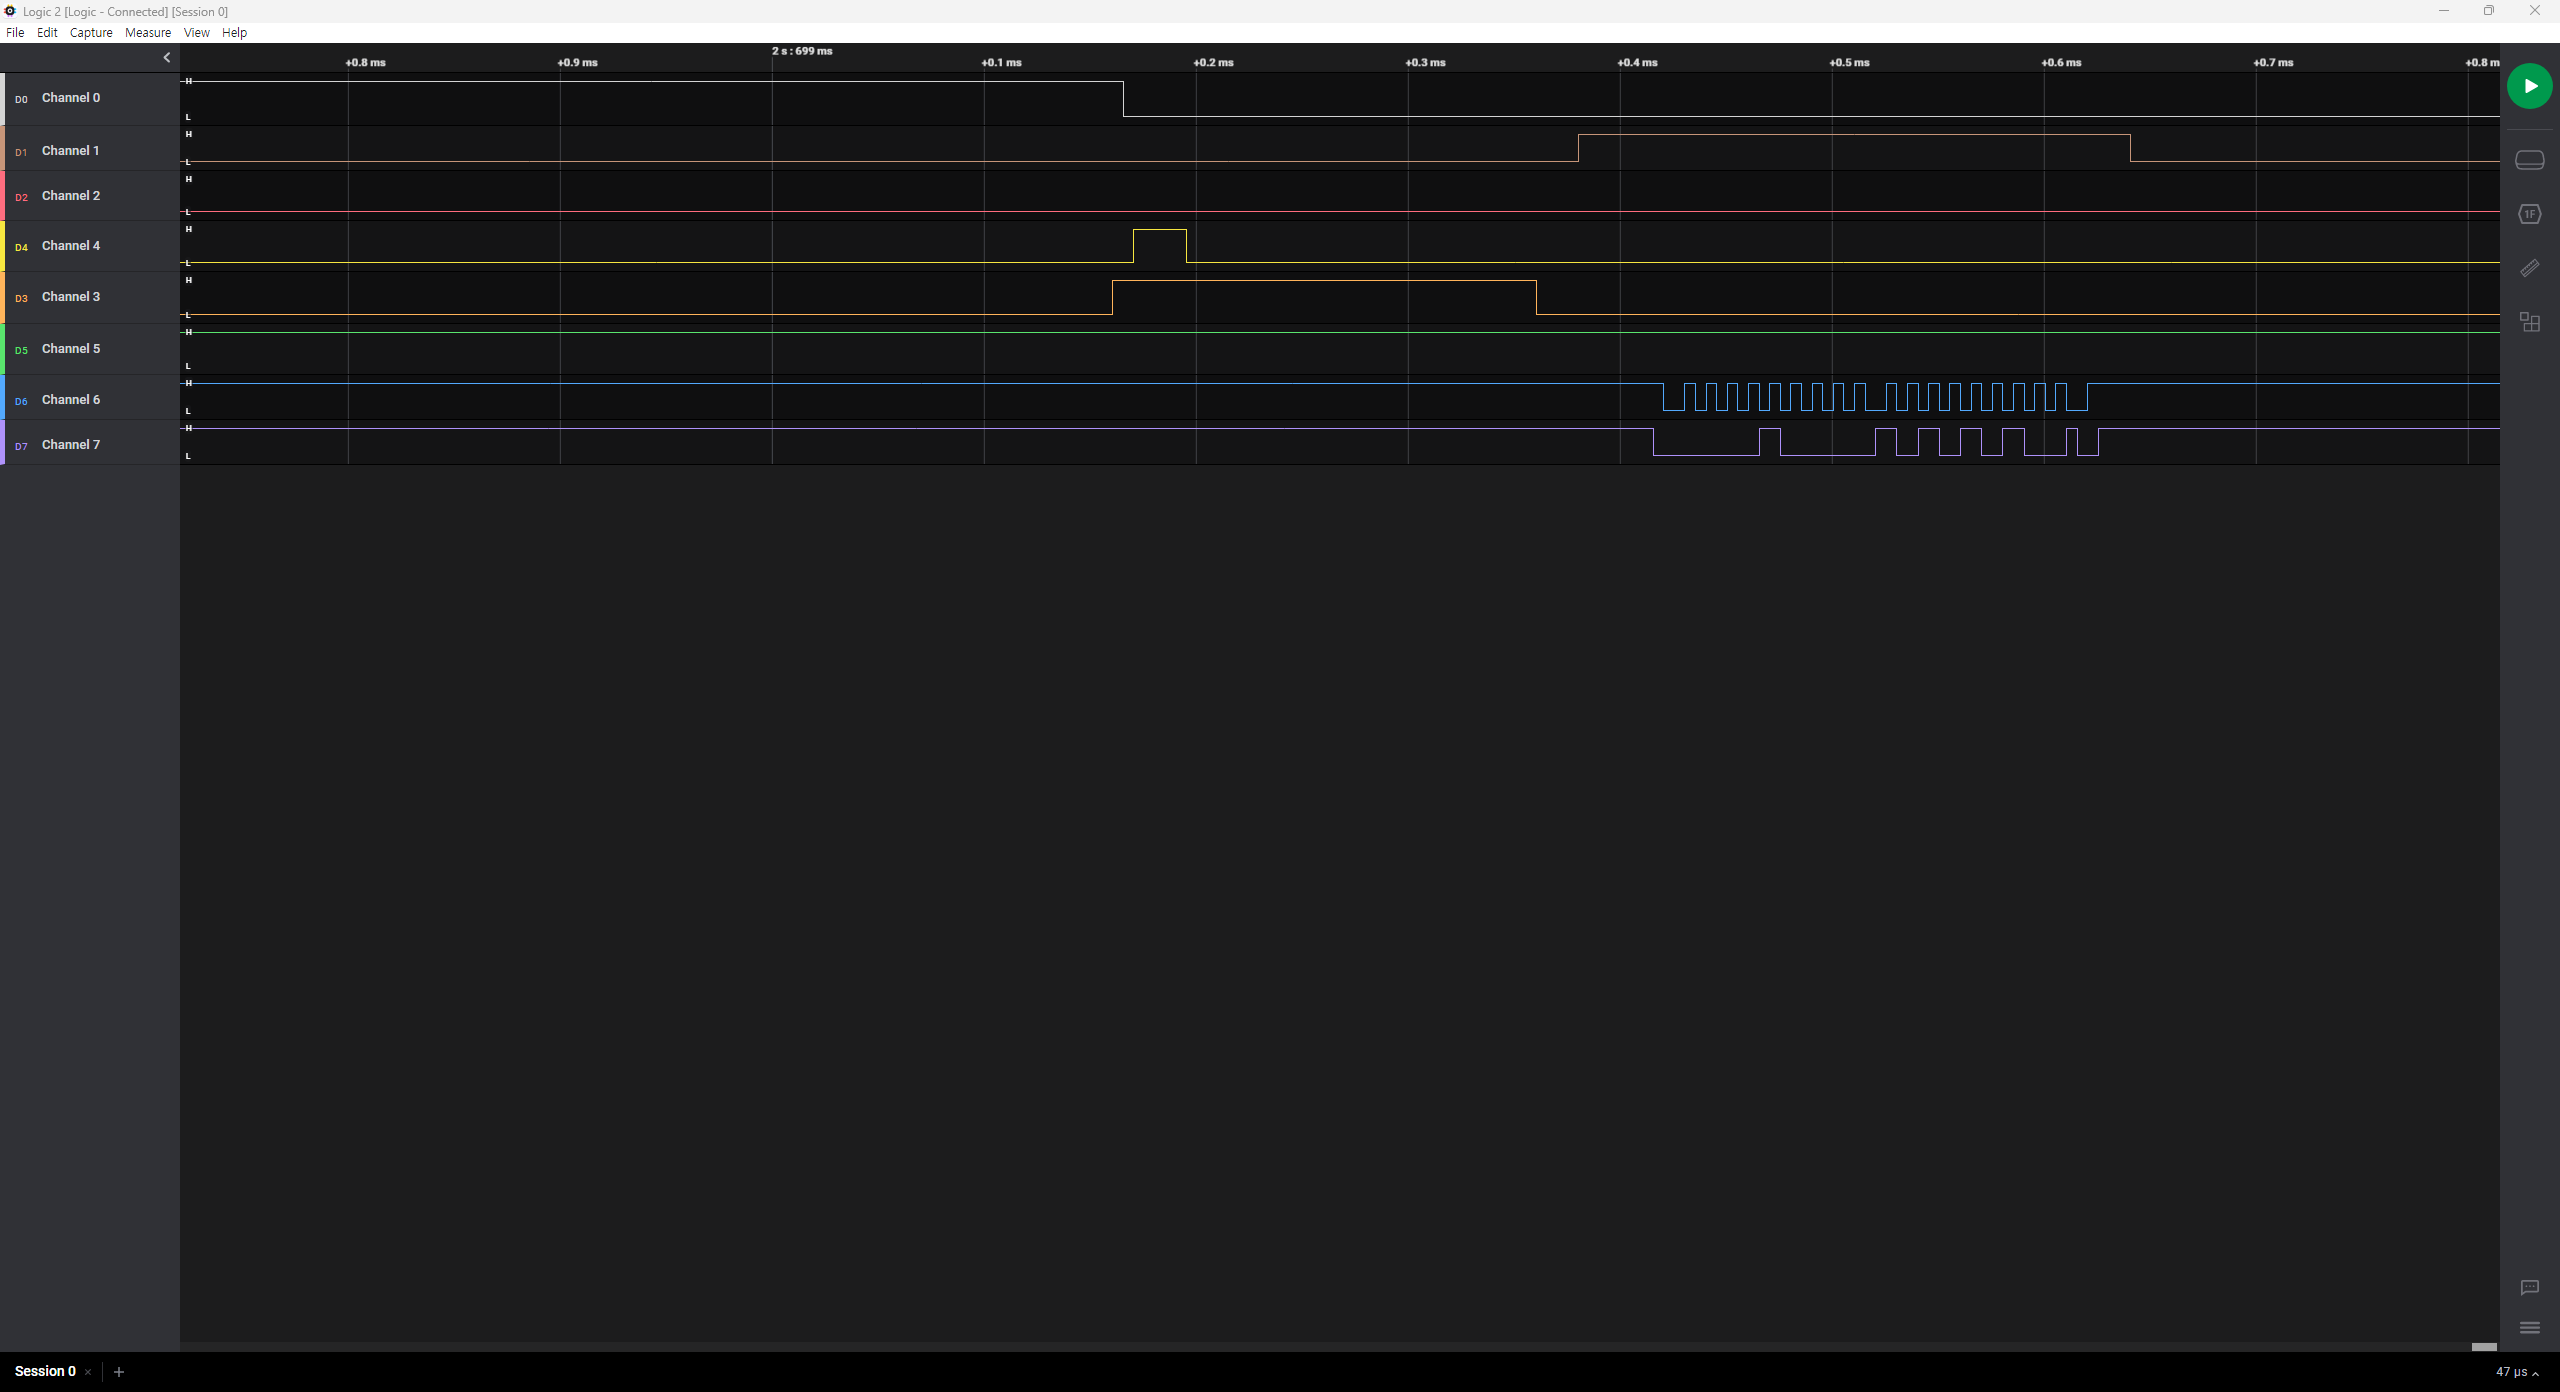 Logic 2 [Logic - Connected] [Session 0]
File Edit Capture Measure View Help
2 s : 699 ms
+0.8 ms +0.9 ms +0.1 ms +0.2 ms +0.3 ms +0.4 ms +0.5 ms +0.6 ms +0.7 ms +0.8 m
D0 Channel 0 H L
D1 Channel 1 H L
D2 Channel 2 H L
D4 Channel 4 H L
D3 Channel 3 H L
D5 Channel 5 H L
D6 Channel 6 H L
D7 Channel 7 H L
1F
Session 0 × +
47 µs